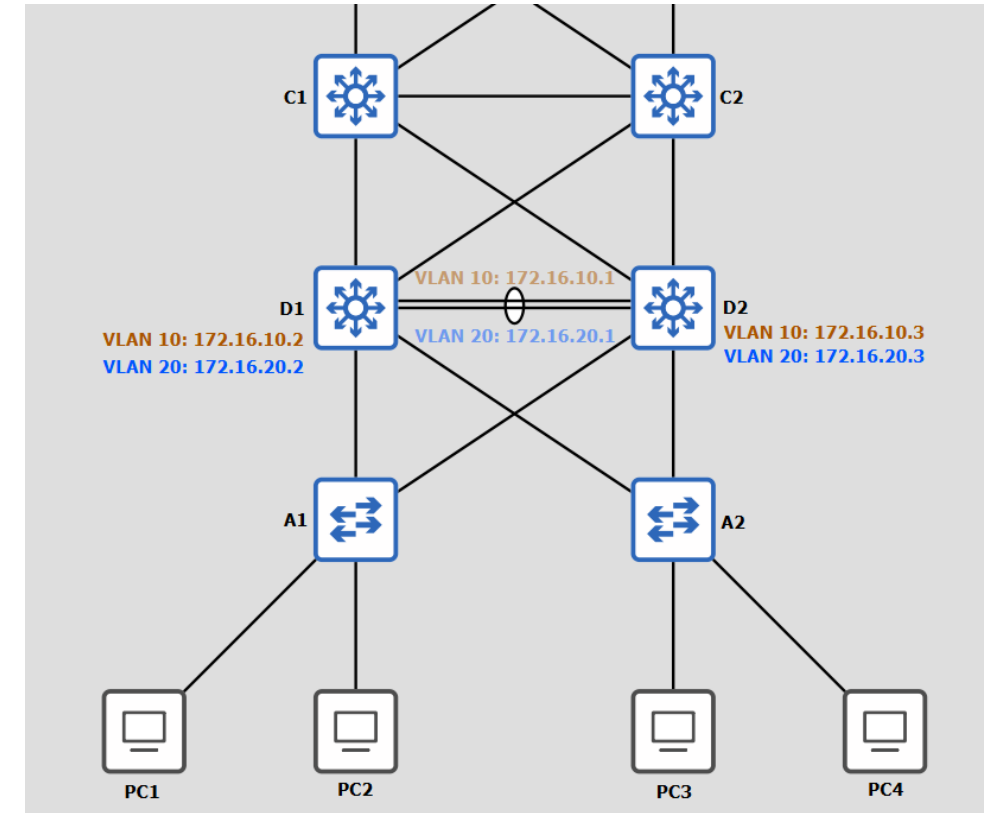 C1
C2
VLAN 10: 172.16.10.1
D1
D2
VLAN 10: 172.16.10.2
VLAN 20: 172.16.20.2
VLAN 20: 172.16.20.1
VLAN 10: 172.16.10.3
VLAN 20: 172.16.20.3
A1
A2
PC1
PC2
PC3
PC4